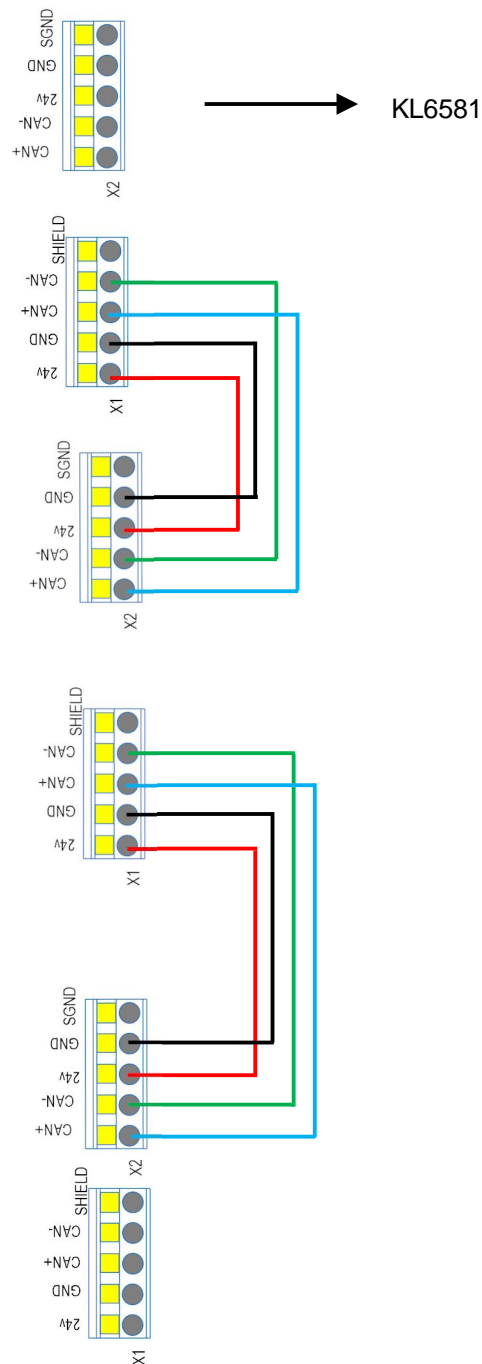 SGND
GND
24v
CAN-
CAN+
X2
KL6581
SHIELD
CAN-
CAN+
GND
24v
X1
SGND
GND
24v
CAN-
CAN+
X2
SHIELD
CAN-
CAN+
GND
24v
X1
SGND
GND
24v
CAN-
CAN+
X2
SHIELD
CAN-
CAN+
GND
24v
X1